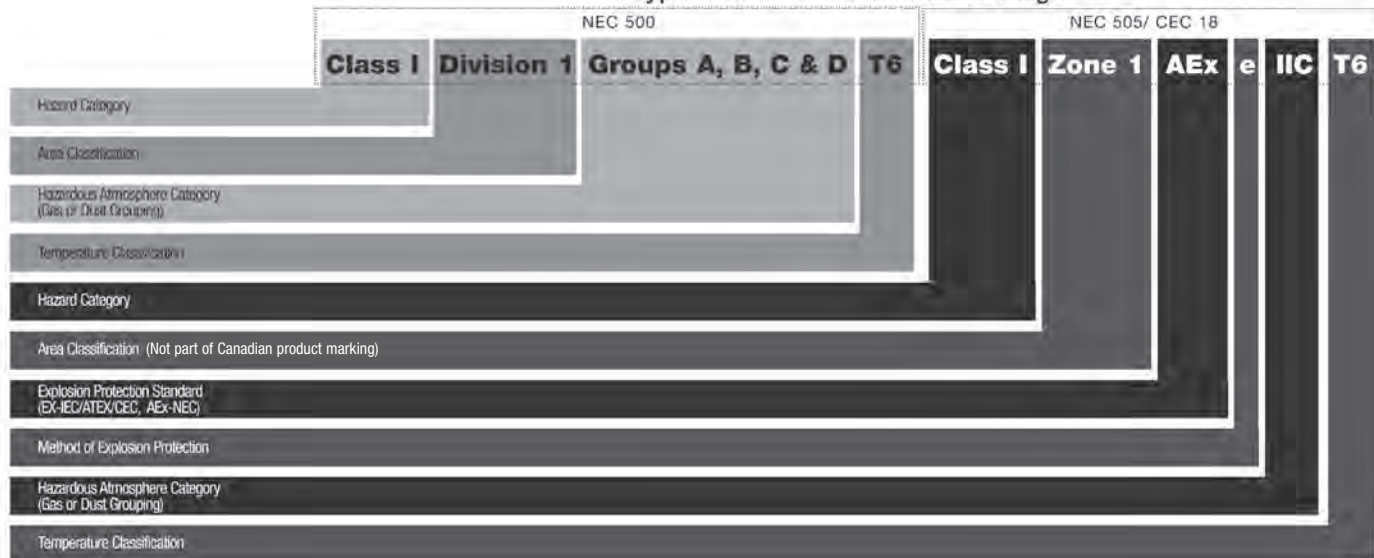 NEC 500
NEC 505/ CEC 18
Class I Division 1 Groups A, B, C & D T6 Class I Zone 1 AEx e IIC T6
Hazard Category
Area Classification
Hazardous Atmosphere Category
(Gas or Dust Grouping)
Temperature Classification
Hazard Category
Area Classification (Not part of Canadian product marking)
Explosion Protection Standard
(EX-IEC/ATEX/CEC, AEx-NEC)
Method of Explosion Protection
Hazardous Atmosphere Category
(Gas or Dust Grouping)
Temperature Classification